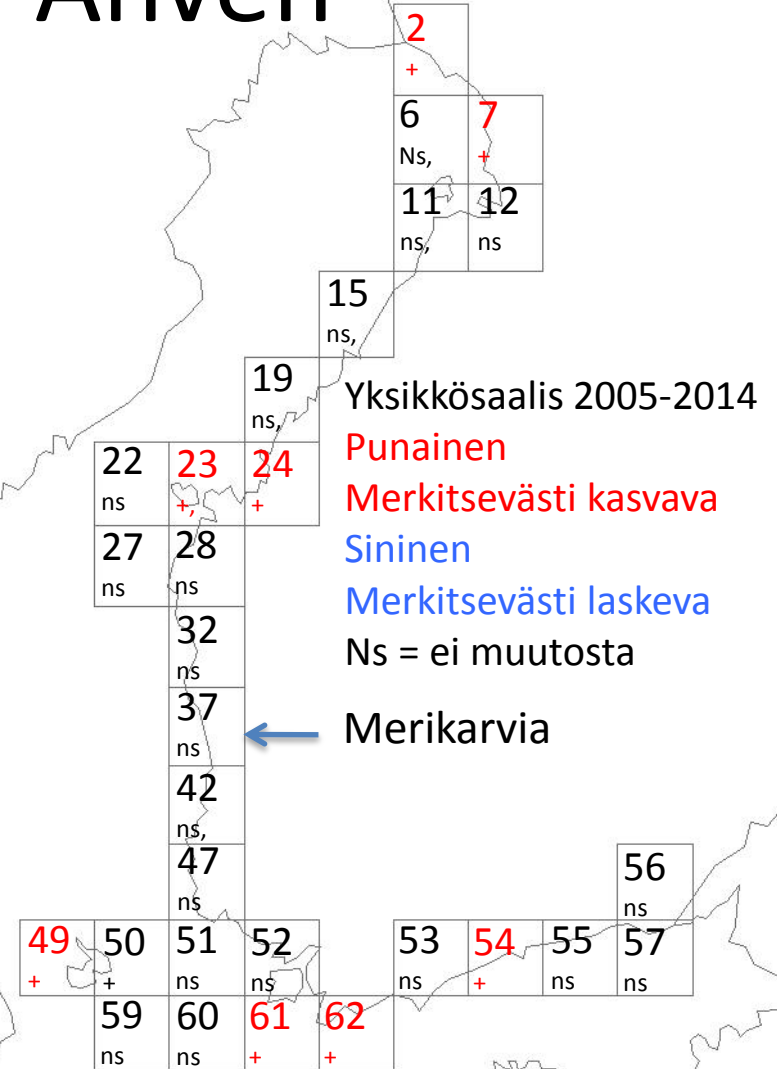 Ahven
2
+
6 7
Ns, +
11 12
ns, ns
15
ns,
19
ns,
Yksikkösaalis 2005-2014
Punainen
Merkitsevästi kasvava
Sininen
Merkitsevästi laskeva
Ns = ei muutosta
22 23 24
ns +, +
27 28
ns ns
32
ns
37
ns
Merikarvia
42
ns,
47
ns
56
ns
49 50 51 52 53 54 55 57
+ + ns ns ns + ns ns
59 60 61 62
ns ns + +